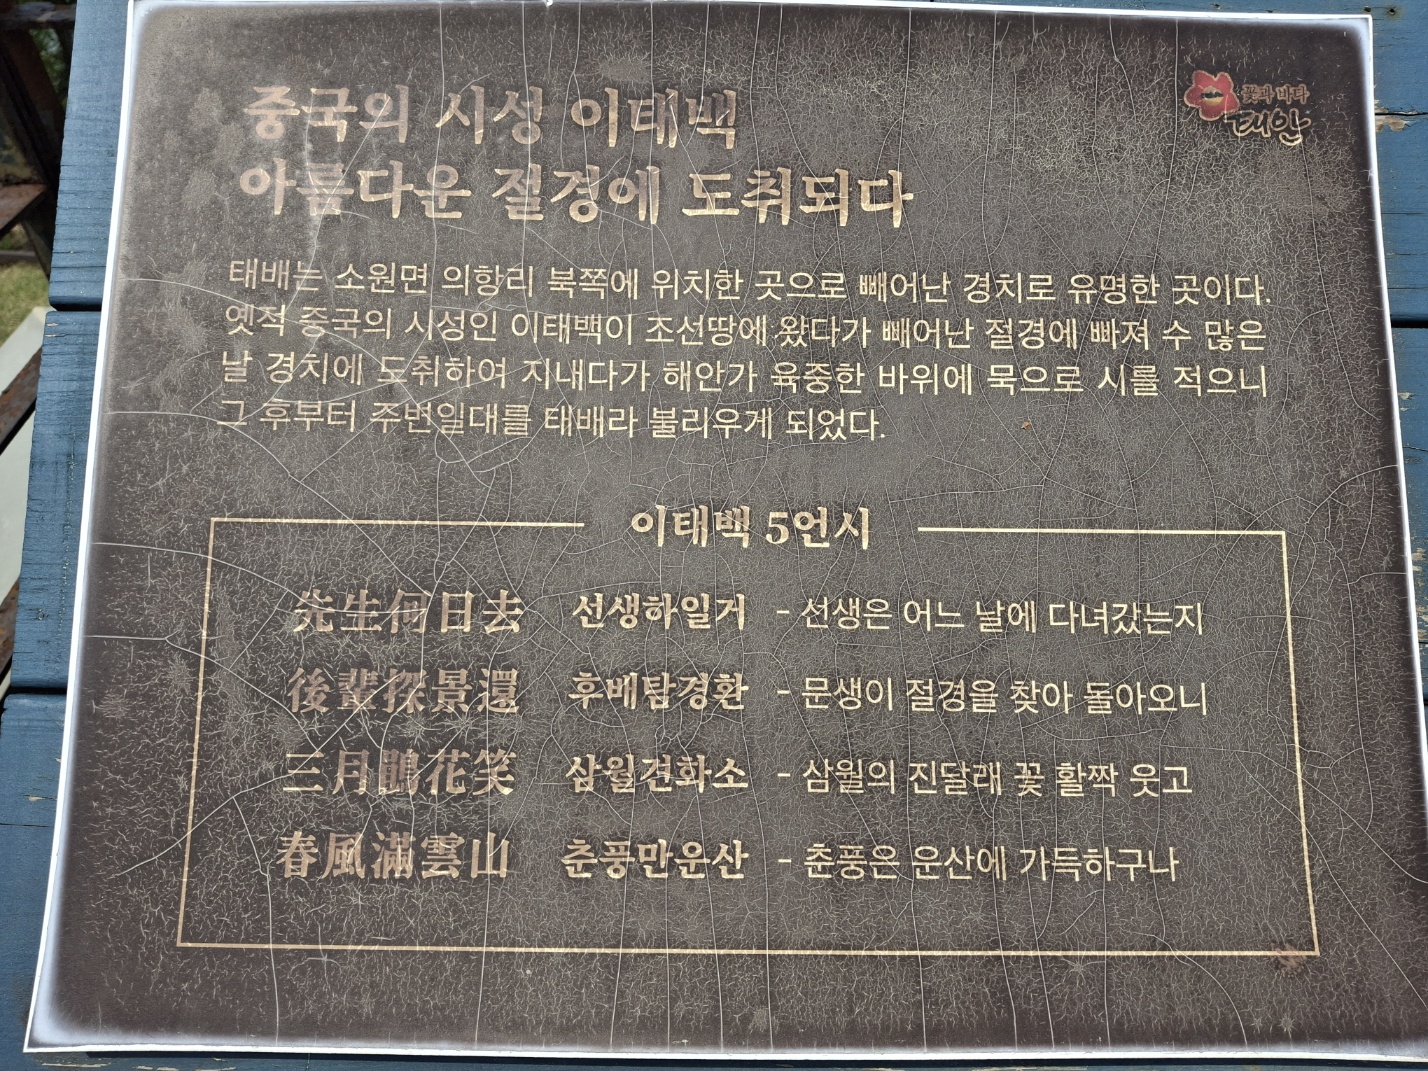 중국의 시성 이태백
아름다운 절경에 도취되다
꽃과 바다
태안
태배는 소원면 의항리 북쪽에 위치한 곳으로 빼어난 경치로 유명한 곳이다.
옛적 중국의 시성인 이태백이 조선땅에 왔다가 빼어난 절경에 빠져 수 많은
날 경치에 도취하여 지내다가 해안가 육중한 바위에 묵으로 시를 적으니
그 후부터 주변일대를 태배라 불리우게 되었다.
이태백 5언시
先生何日去 선생하일거 - 선생은 어느 날에 다녀갔는지
後輩探景還 후배탐경환 - 문생이 절경을 찾아 돌아오니
三月鵑花笑 삼월견화소 - 삼월의 진달래 꽃 활짝 웃고
春風滿雲山 춘풍만운산 - 춘풍은 운산에 가득하구나